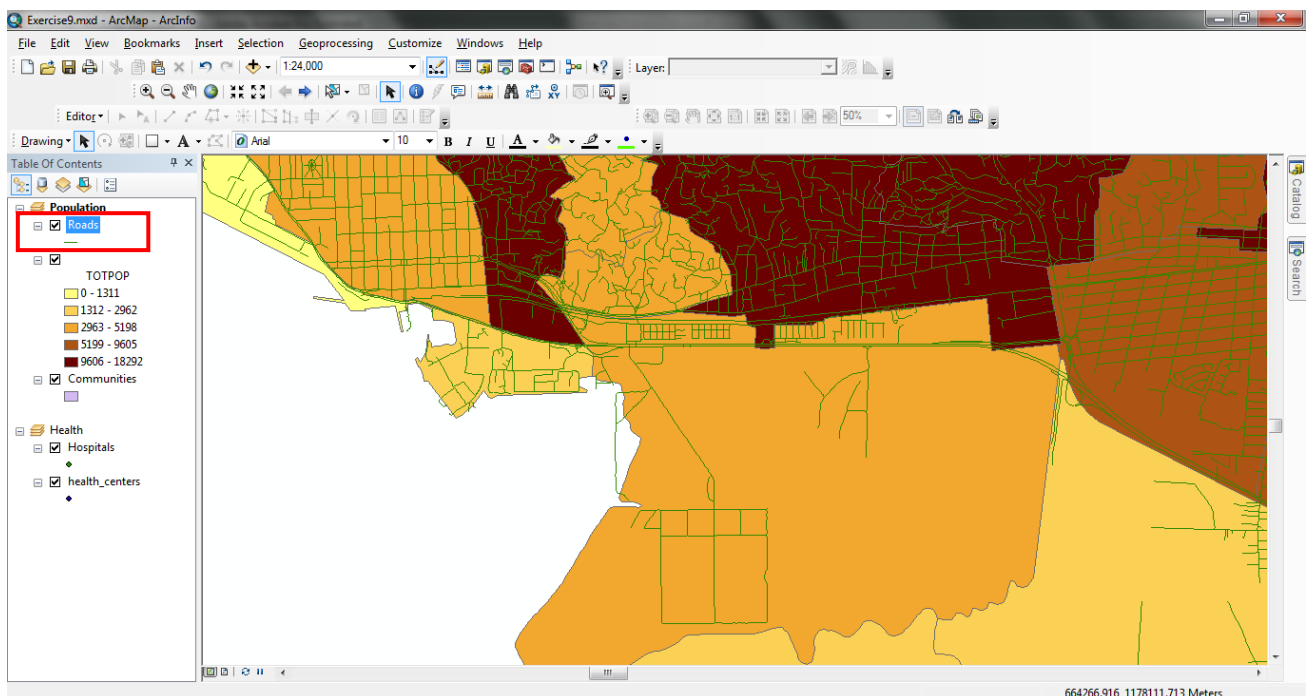 Exercise9.mxd - ArcMap - ArcInfo
File Edit View Bookmarks Insert Selection Geoprocessing Customize Windows Help
1:24,000 Layer:
XY
Editor 50%
Drawing A Arial 10 B I U A
Table Of Contents
Population
Roads
TOTPOP
0 - 1311
1312 - 2962
2963 - 5198
5199 - 9605
9606 - 18292
Communities
Health
Hospitals
health_centers
Catalog
Search
664266.916 1178111.713 Meters